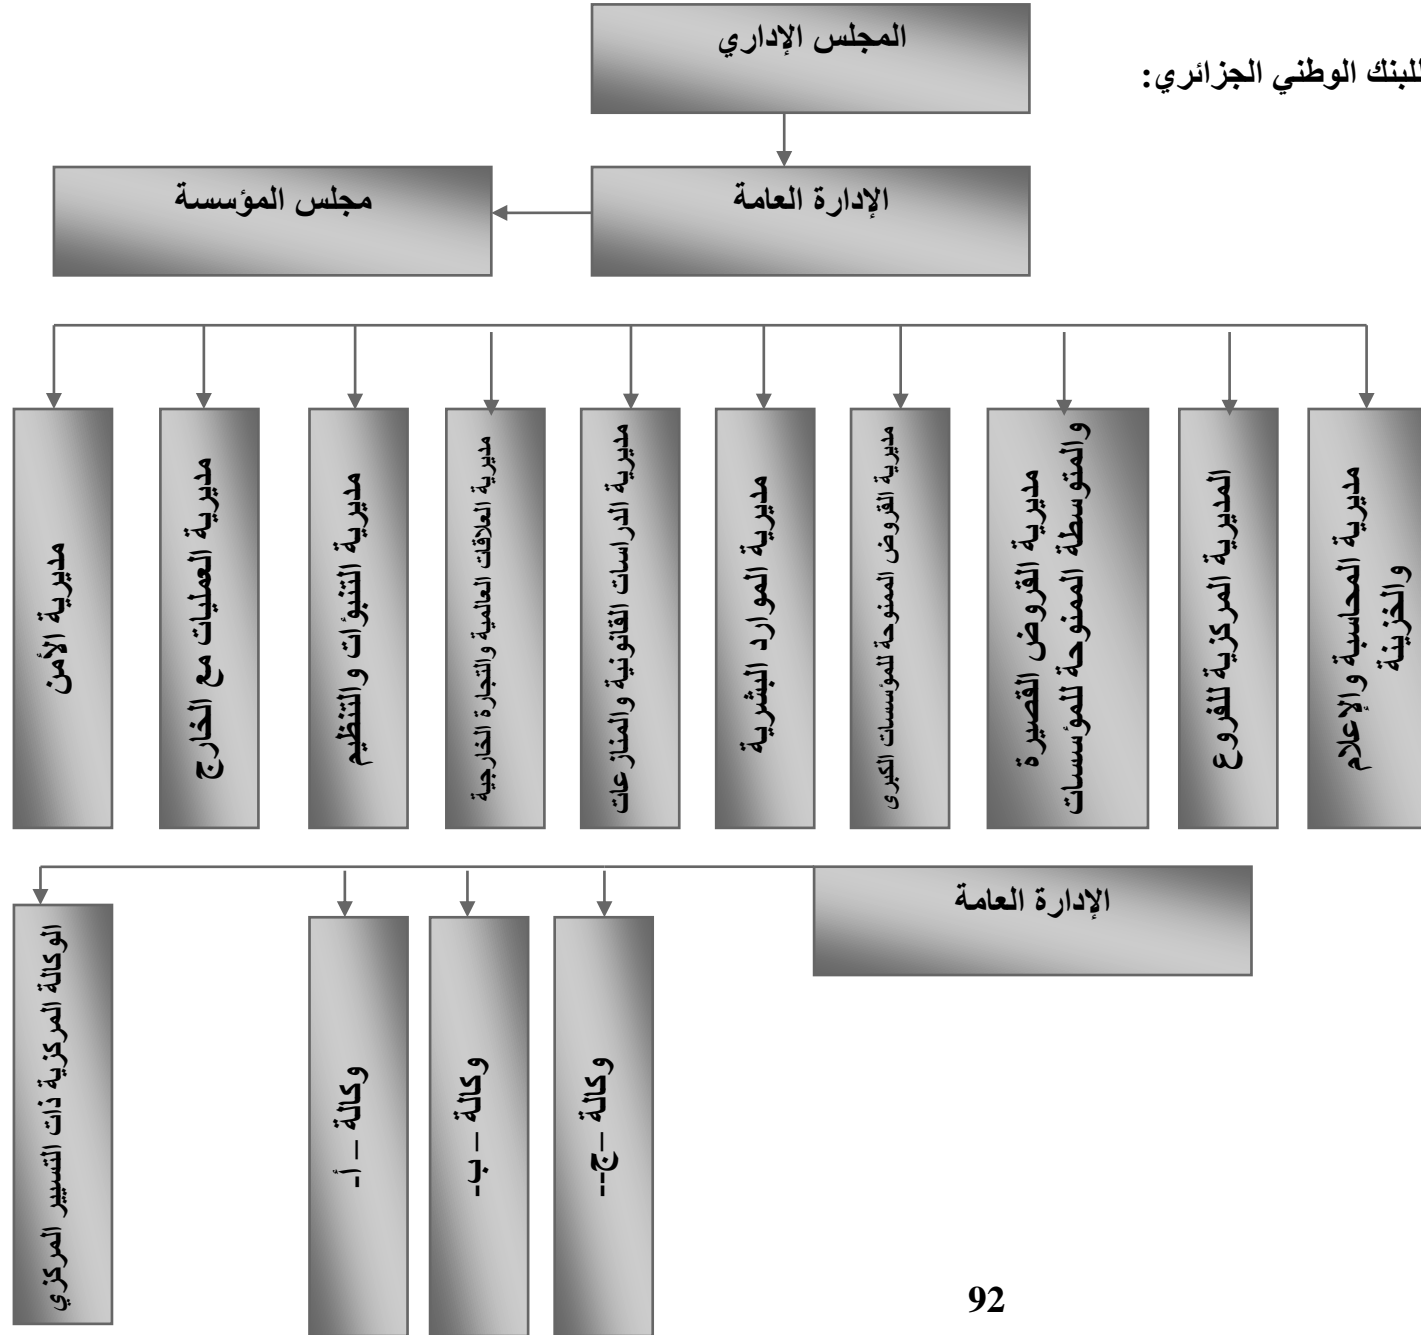 للبنك الوطني الجزائري:
المجلس الإداري
الإدارة العامة
مجلس المؤسسة
مديرية المحاسبة والإعلام
والخزينة
المديرية المركزية للفروع
مديرية القروض القصيرة
والمتوسطة الممنوحة للمؤسسات
مديرية القروض الممنوحة للمؤسسات الكبرى
مديرية الموارد البشرية
مديرية الدراسات القانونية والمنازعات
مديرية العلاقات العالمية والتجارة الخارجية
مديرية التنبؤات والتنظيم
مديرية العمليات مع الخارج
مديرية الأمن
الإدارة العامة
وكالة –ج--
وكالة – ب-
وكالة – أ-
الوكالة المركزية ذات التسيير المركزي
92